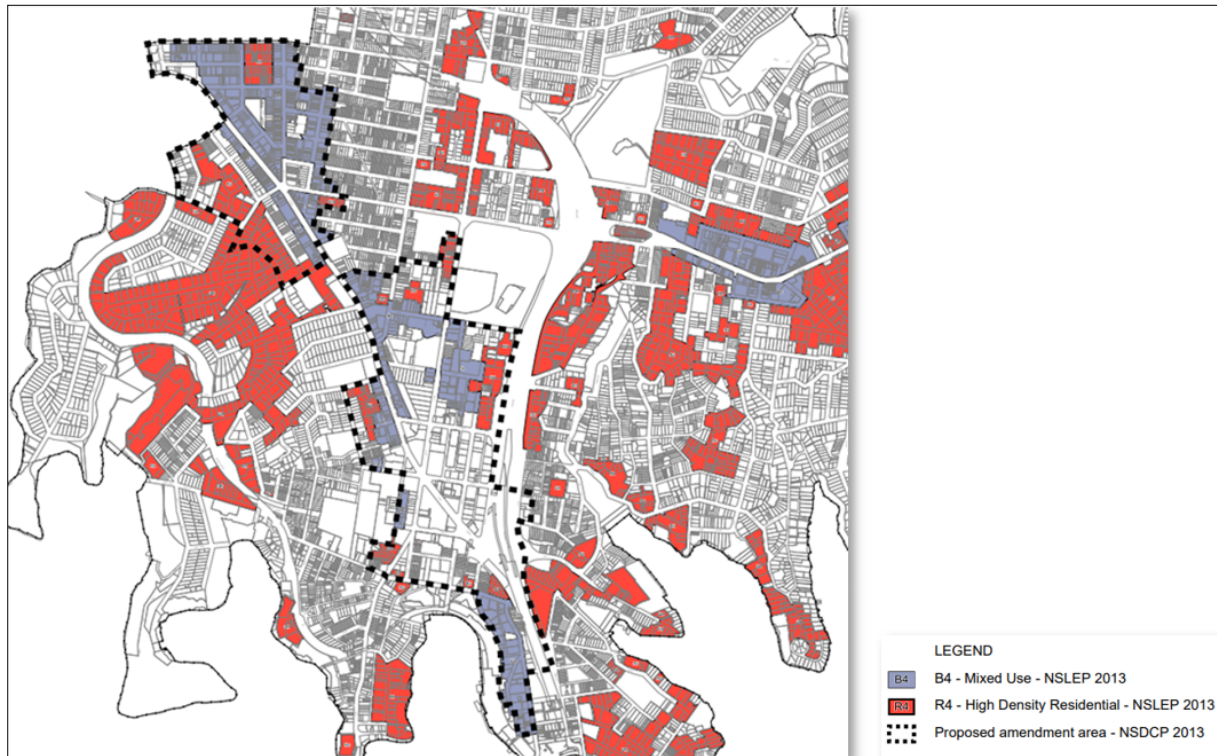 LEGEND
B4 B4 - Mixed Use - NSLEP 2013
R4 R4 - High Density Residential - NSLEP 2013
Proposed amendment area - NSDCP 2013